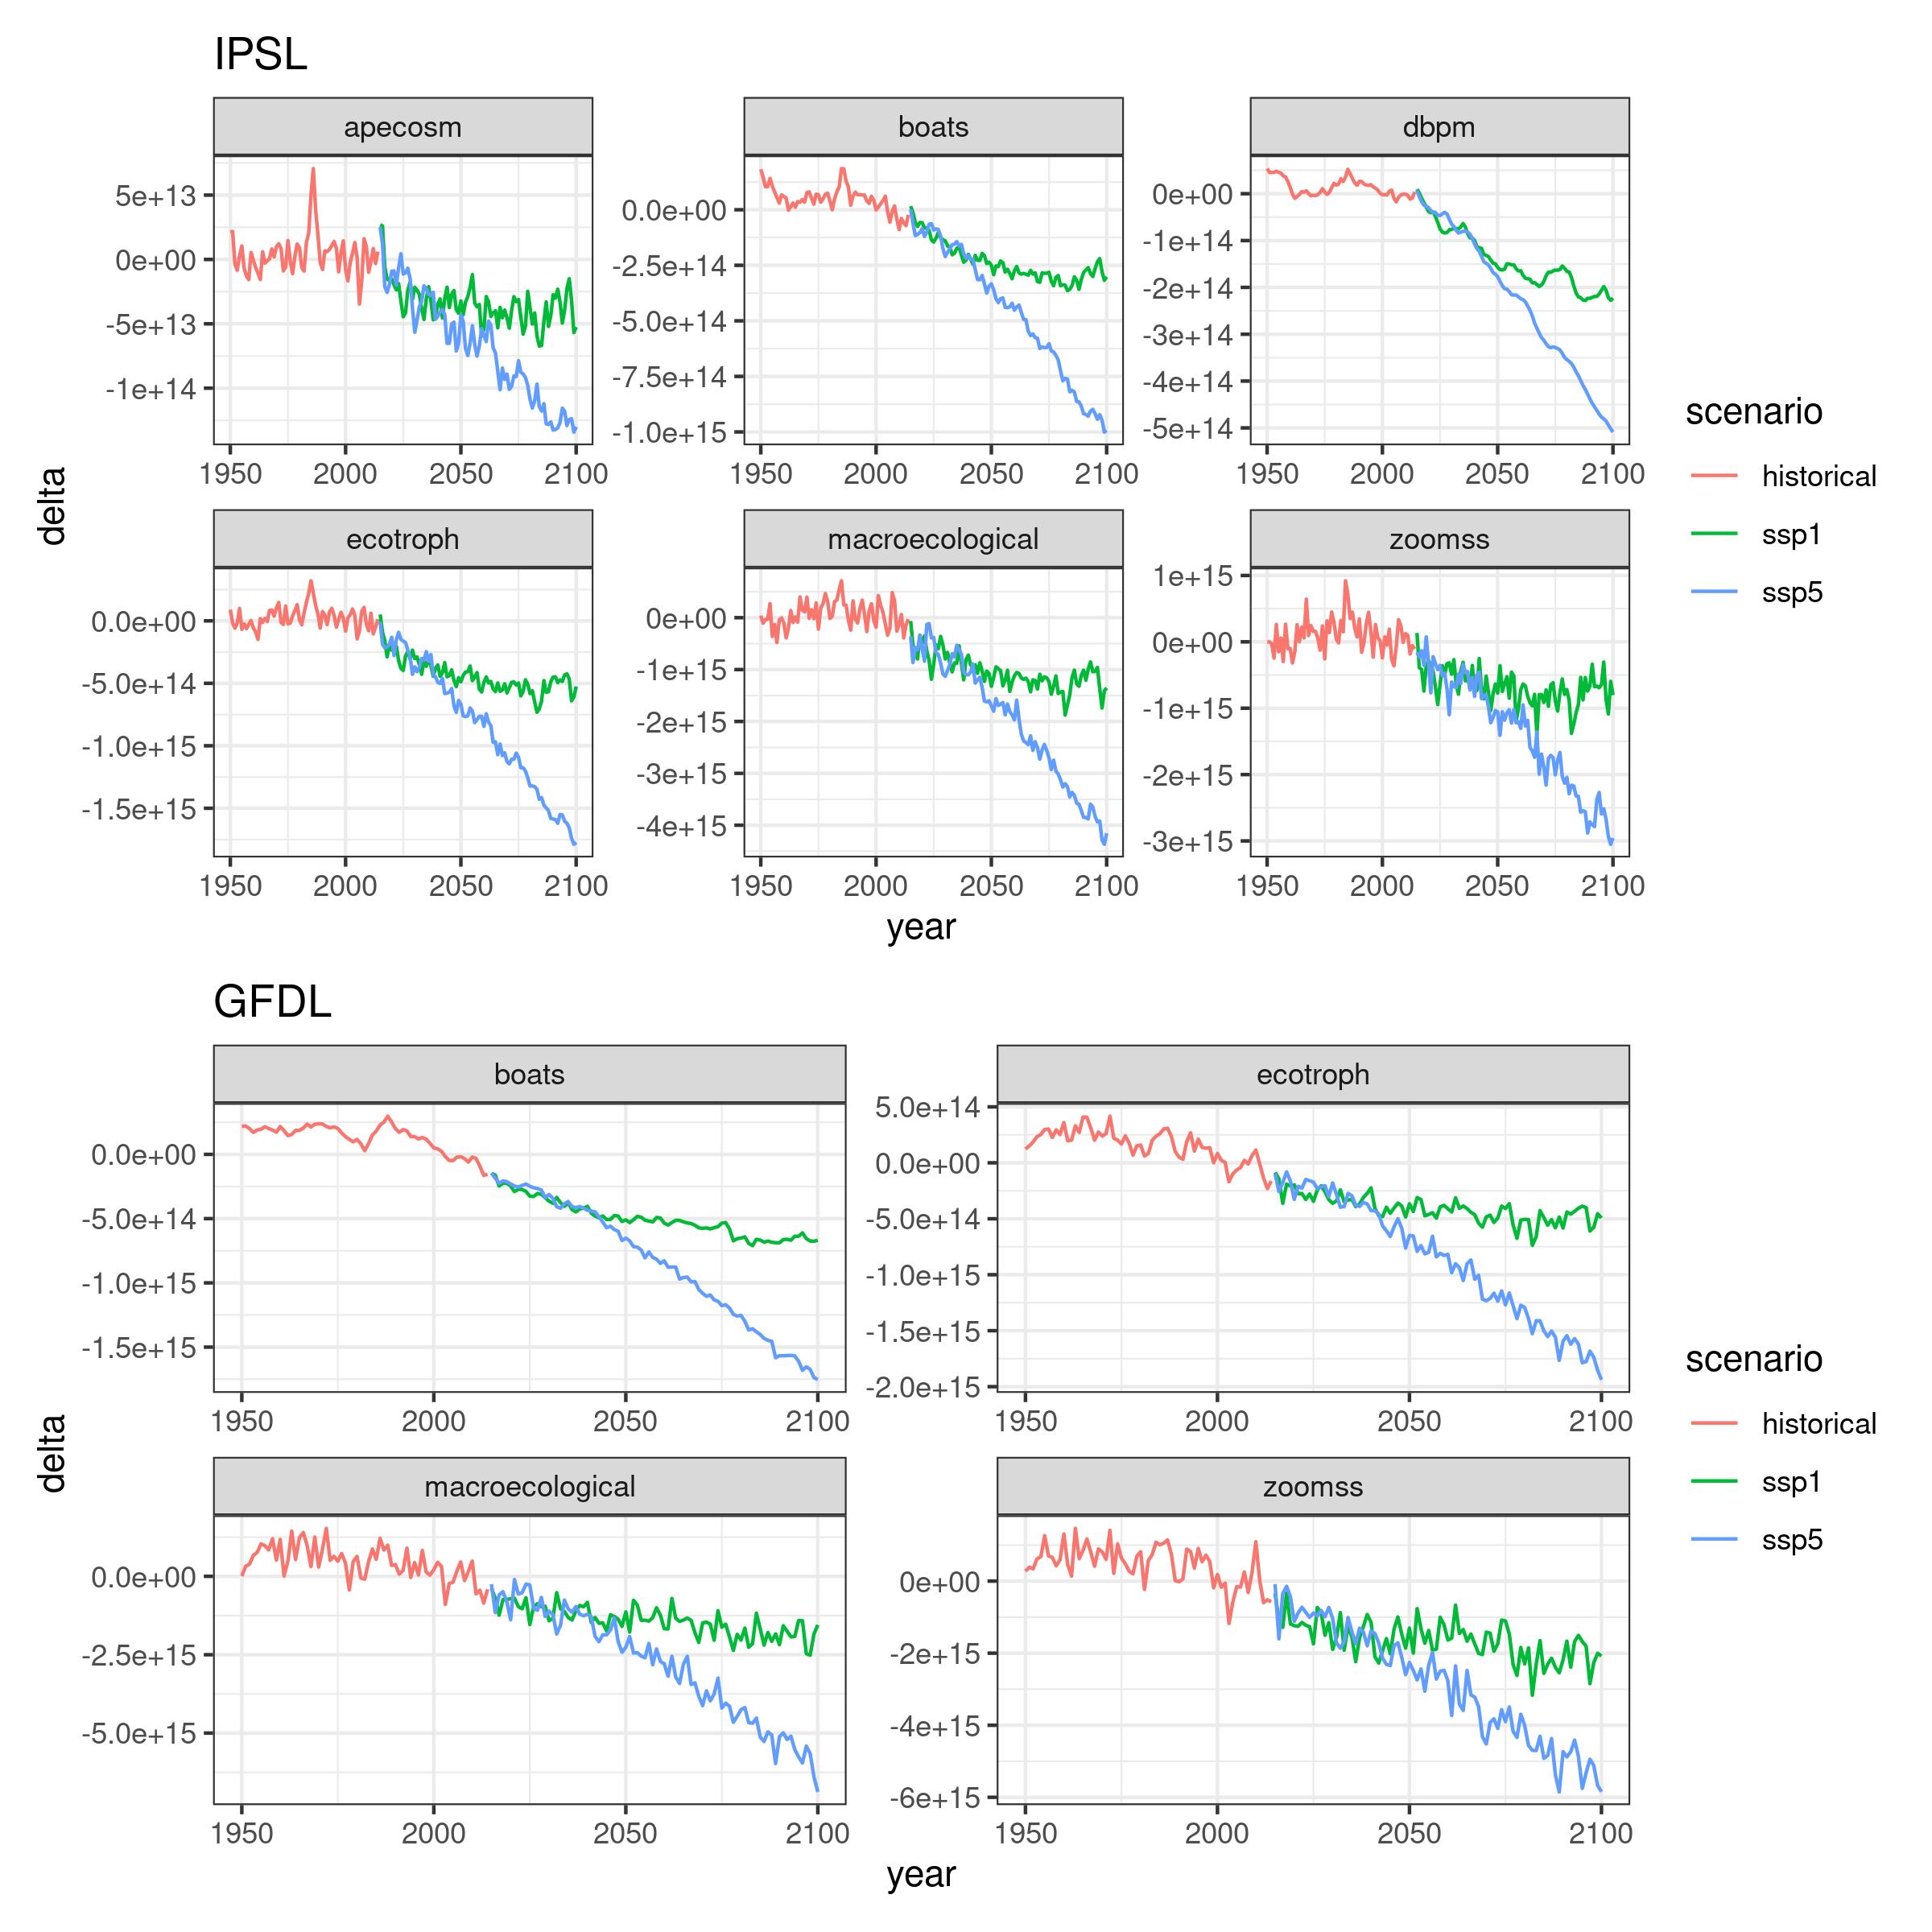 IPSL
apecosm boats dbpm
5e+13
0e+00
-5e+13
-1e+14
0.0e+00
-2.5e+14
-5.0e+14
-7.5e+14
-1.0e+15
0e+00
-1e+14
-2e+14
-3e+14
-4e+14
-5e+14
1950 2000 2050 2100 1950 2000 2050 2100 1950 2000 2050 2100
ecotroph macroecological zoomss
0.0e+00
-5.0e+14
-1.0e+15
-1.5e+15
0e+00
-1e+15
-2e+15
-3e+15
-4e+15
1e+15
0e+00
-1e+15
-2e+15
-3e+15
1950 2000 2050 2100 1950 2000 2050 2100 1950 2000 2050 2100
delta
year
scenario
historical
ssp1
ssp5
GFDL
boats ecotroph
0.0e+00
-5.0e+14
-1.0e+15
-1.5e+15
5.0e+14
0.0e+00
-5.0e+14
-1.0e+15
-1.5e+15
-2.0e+15
1950 2000 2050 2100 1950 2000 2050 2100
macroecological zoomss
0.0e+00
-2.5e+15
-5.0e+15
0e+00
-2e+15
-4e+15
-6e+15
1950 2000 2050 2100 1950 2000 2050 2100
delta
year
scenario
historical
ssp1
ssp5